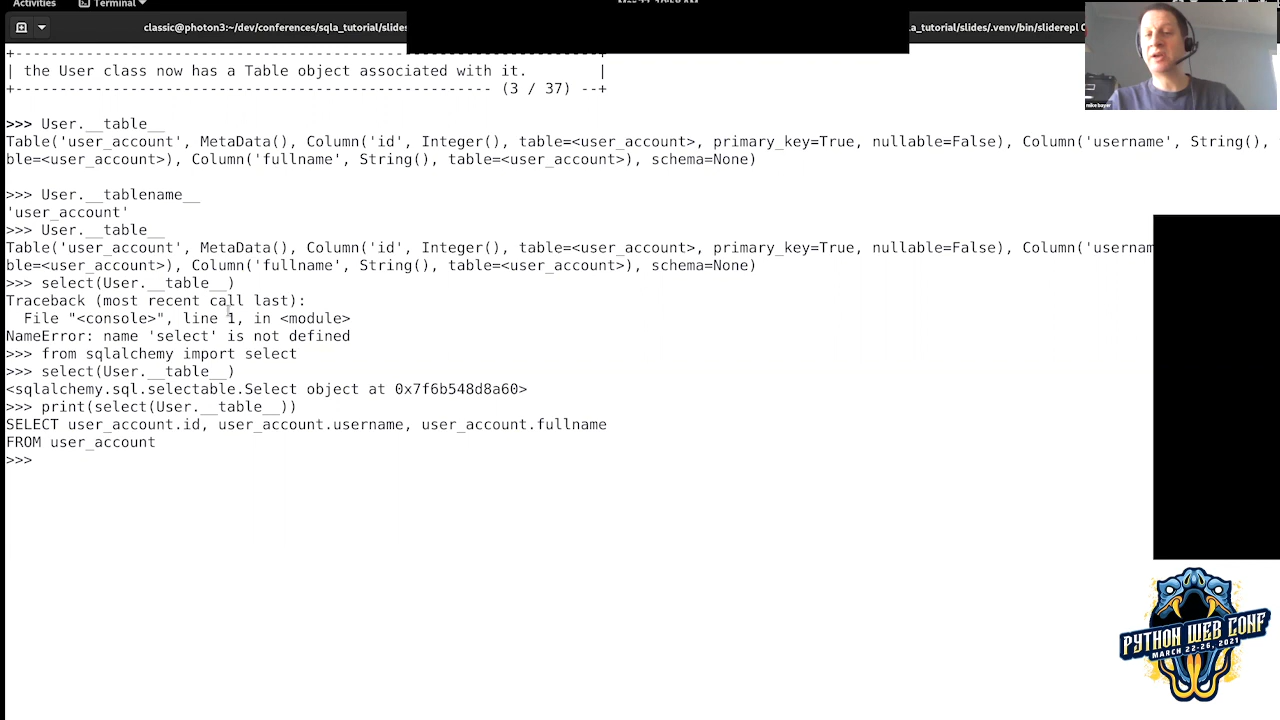 Activities Terminal
classic@photon3:~/dev/conferences/sqla_tutorial/slides
la_tutorial/slides/.venv/bin/sliderepl
+------------------------------------------------------------------+
| the User class now has a Table object associated with it. |
+------------------------------------------------------ (3 / 37) --+
>>> User.__table__
Table('user_account', MetaData(), Column('id', Integer(), table=<user_account>, primary_key=True, nullable=False), Column('username', String(),
ble=<user_account>), Column('fullname', String(), table=<user_account>), schema=None)
>>> User.__tablename__
'user_account'
>>> User.__table__
Table('user_account', MetaData(), Column('id', Integer(), table=<user_account>, primary_key=True, nullable=False), Column('usernam
ble=<user_account>), Column('fullname', String(), table=<user_account>), schema=None)
>>> select(User.__table__)
Traceback (most recent call last):
File "<console>", line 1, in <module>
NameError: name 'select' is not defined
>>> from sqlalchemy import select
>>> select(User.__table__)
<sqlalchemy.sql.selectable.Select object at 0x7f6b548d8a60>
>>> print(select(User.__table__))
SELECT user_account.id, user_account.username, user_account.fullname
FROM user_account
>>>
mike bayer
PYTHON WEB CONF
MARCH 22-26, 2021